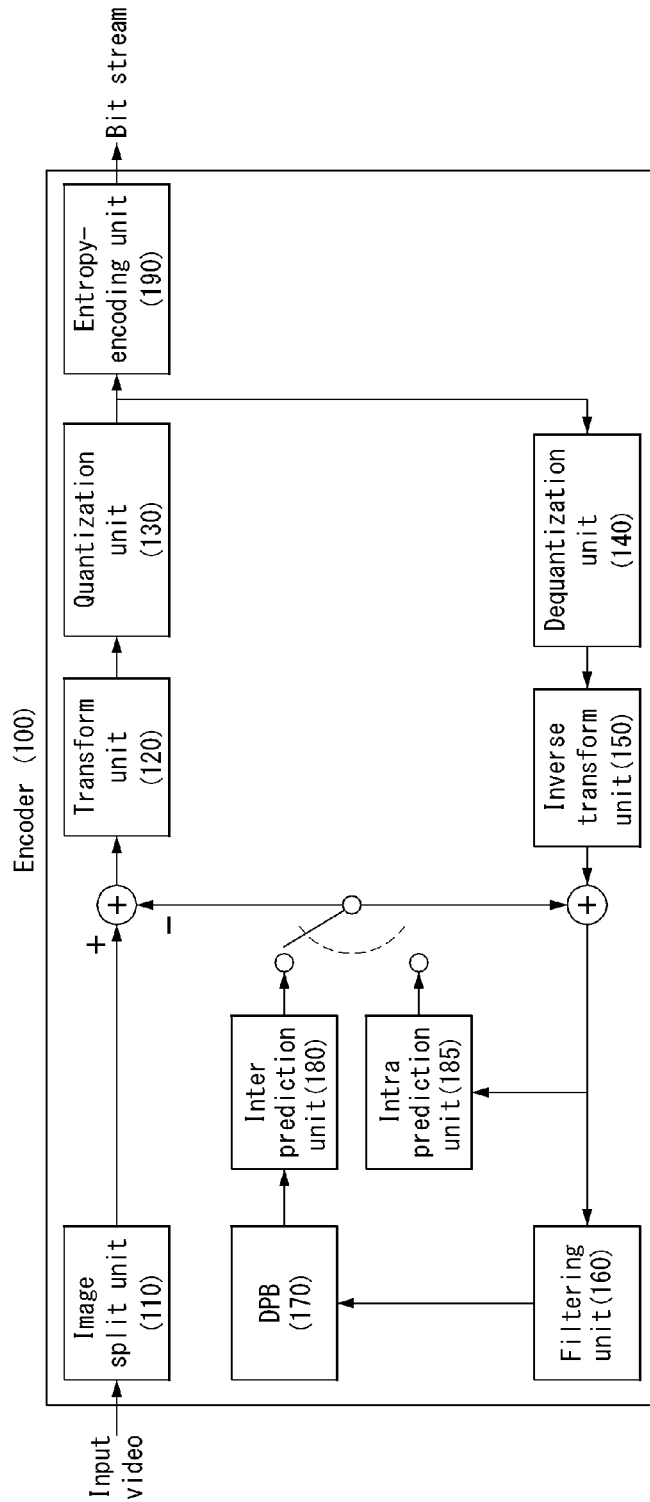 Encoder (100)
Input
video
Image
split unit
(110)
+
+
−
Transform
unit
(120)
Quantization
unit
(130)
Entropy-
encoding unit
(190)
Bit stream
DPB
(170)
Inter
prediction
unit(180)
Intra
prediction
unit(185)
Filtering
unit(160)
+
Inverse
transform
unit(150)
Dequantization
unit
(140)